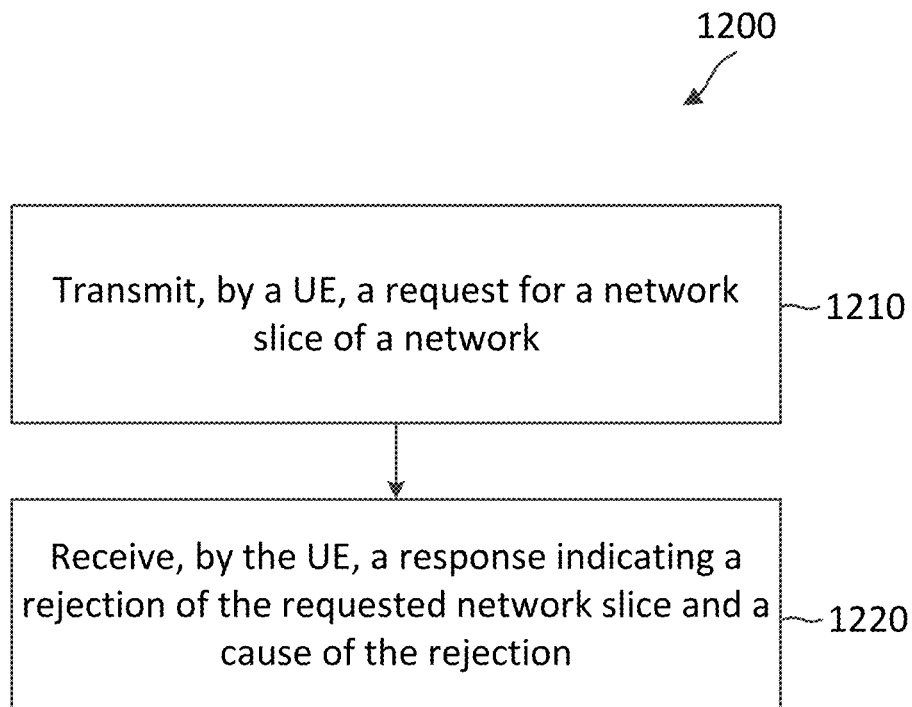 1200
Transmit, by a UE, a request for a network
slice of a network
1210
Receive, by the UE, a response indicating a
rejection of the requested network slice and a
cause of the rejection
1220